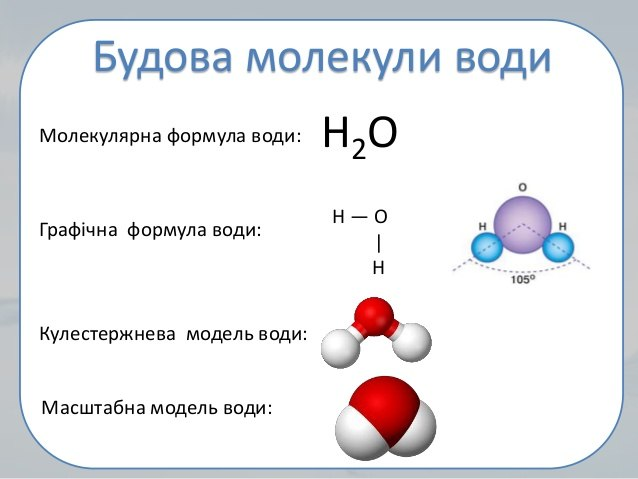 Будова молекули води
Молекулярна формула води: H₂O
Графічна формула води:
H — O
|
H
O
H H
105°
Кулестержнева модель води:
Масштабна модель води: